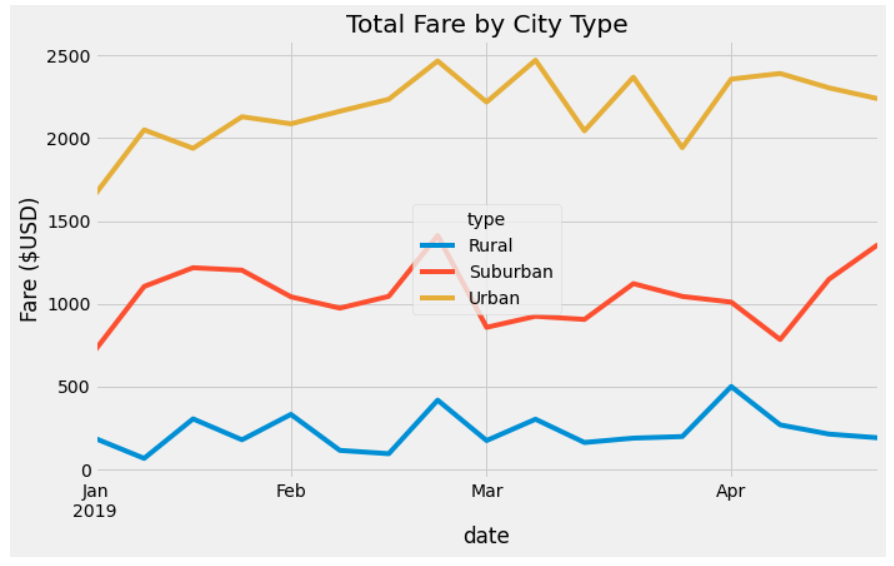 Total Fare by City Type
Fare ($USD)
2500
2000
1500
1000
500
0
type
Rural
Suburban
Urban
Jan
2019
Feb
Mar
Apr
date